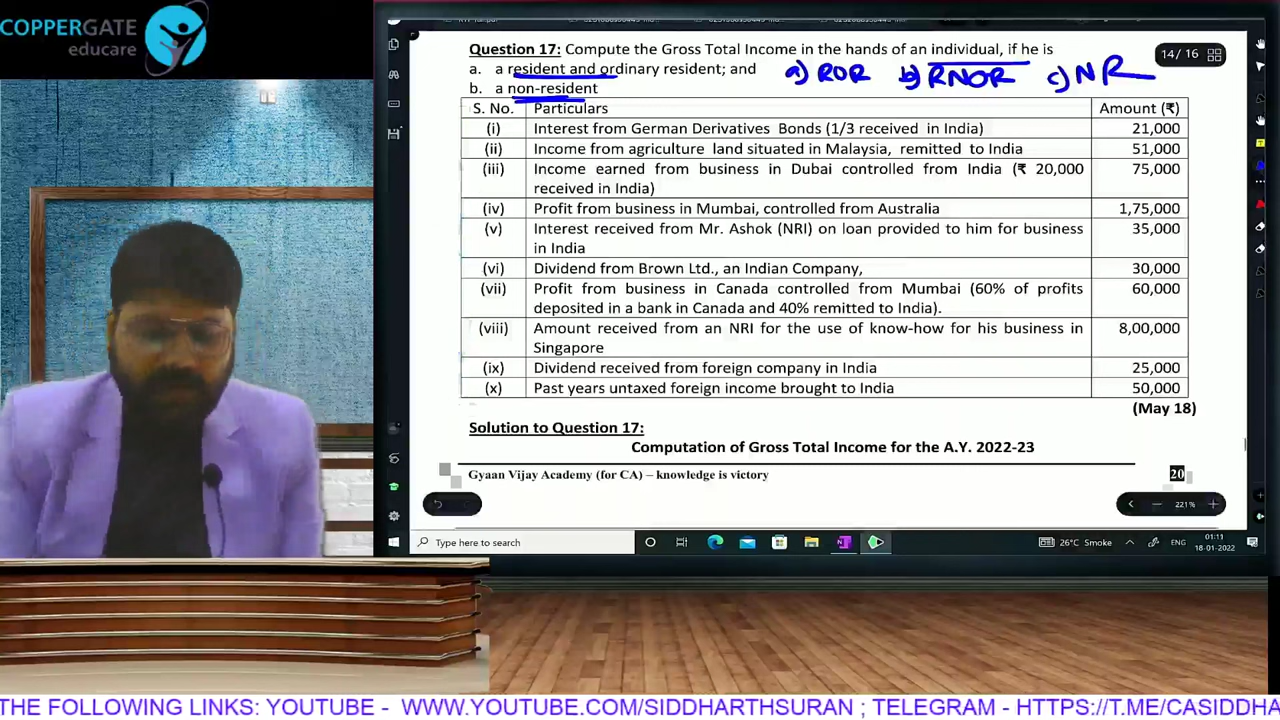 COPPERGATE
educare
Question 17: Compute the Gross Total Income in the hands of an individual, if he is
a. a resident and ordinary resident; and
b. a non-resident
a) ROR b) RNOR c) NR
14 / 16
S. No. Particulars Amount (₹)
(i) Interest from German Derivatives Bonds (1/3 received in India) 21,000
(ii) Income from agriculture land situated in Malaysia, remitted to India 51,000
(iii) Income earned from business in Dubai controlled from India (₹ 20,000 75,000
received in India)
(iv) Profit from business in Mumbai, controlled from Australia 1,75,000
(v) Interest received from Mr. Ashok (NRI) on loan provided to him for business 35,000
in India
(vi) Dividend from Brown Ltd., an Indian Company, 30,000
(vii) Profit from business in Canada controlled from Mumbai (60% of profits 60,000
deposited in a bank in Canada and 40% remitted to India).
(viii) Amount received from an NRI for the use of know-how for his business in 8,00,000
Singapore
(ix) Dividend received from foreign company in India 25,000
(x) Past years untaxed foreign income brought to India 50,000
(May 18)
Solution to Question 17:
Computation of Gross Total Income for the A.Y. 2022-23
Gyaan Vijay Academy (for CA) – knowledge is victory 20
221%
Type here to search
26°C Smoke ENG 01:11
18-01-2022
THE FOLLOWING LINKS: YOUTUBE - WWW.YOUTUBE.COM/SIDDHARTHSURAN ; TELEGRAM - HTTPS://T.ME/CASIDDHA